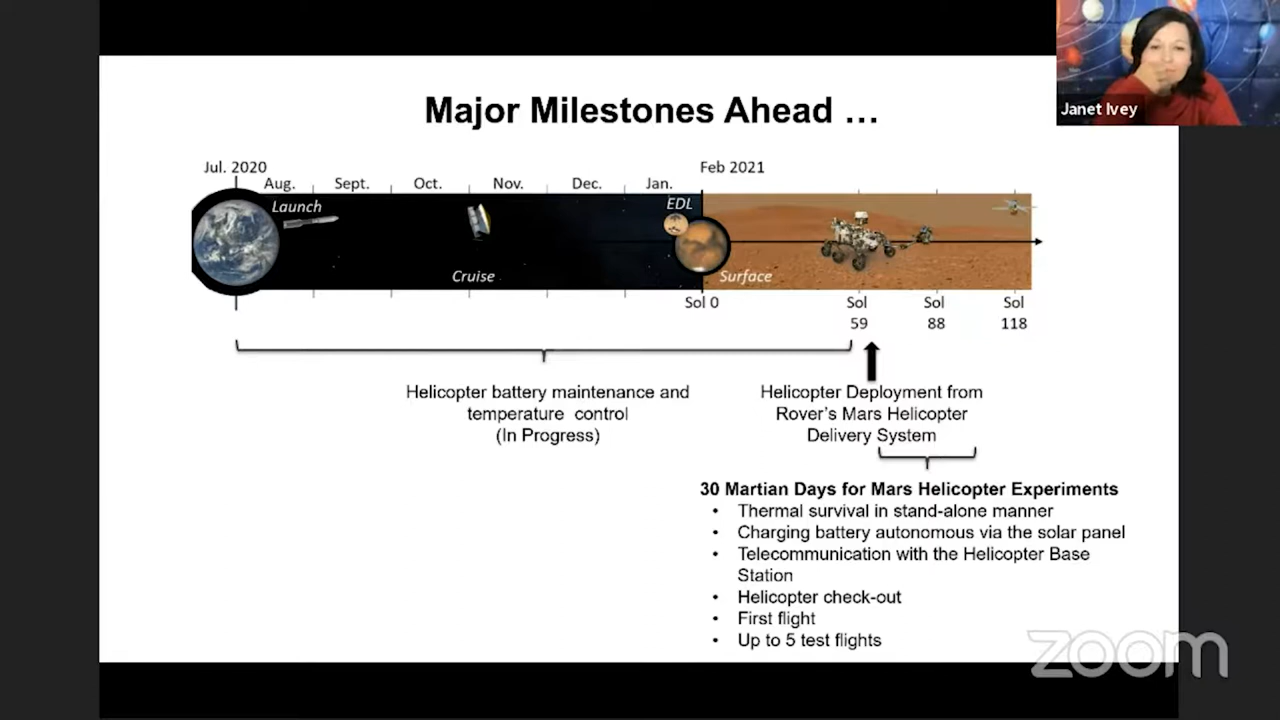 Janet Ivey
Major Milestones Ahead …
Jul. 2020
Feb 2021
Aug. Sept. Oct. Nov. Dec. Jan.
Launch
EDL
Cruise
Surface
Sol 0
Sol Sol Sol
59 88 118
Helicopter battery maintenance and
temperature control
(In Progress)
Helicopter Deployment from
Rover's Mars Helicopter
Delivery System
30 Martian Days for Mars Helicopter Experiments
• Thermal survival in stand-alone manner
• Charging battery autonomous via the solar panel
• Telecommunication with the Helicopter Base
Station
• Helicopter check-out
• First flight
• Up to 5 test flights
zoom